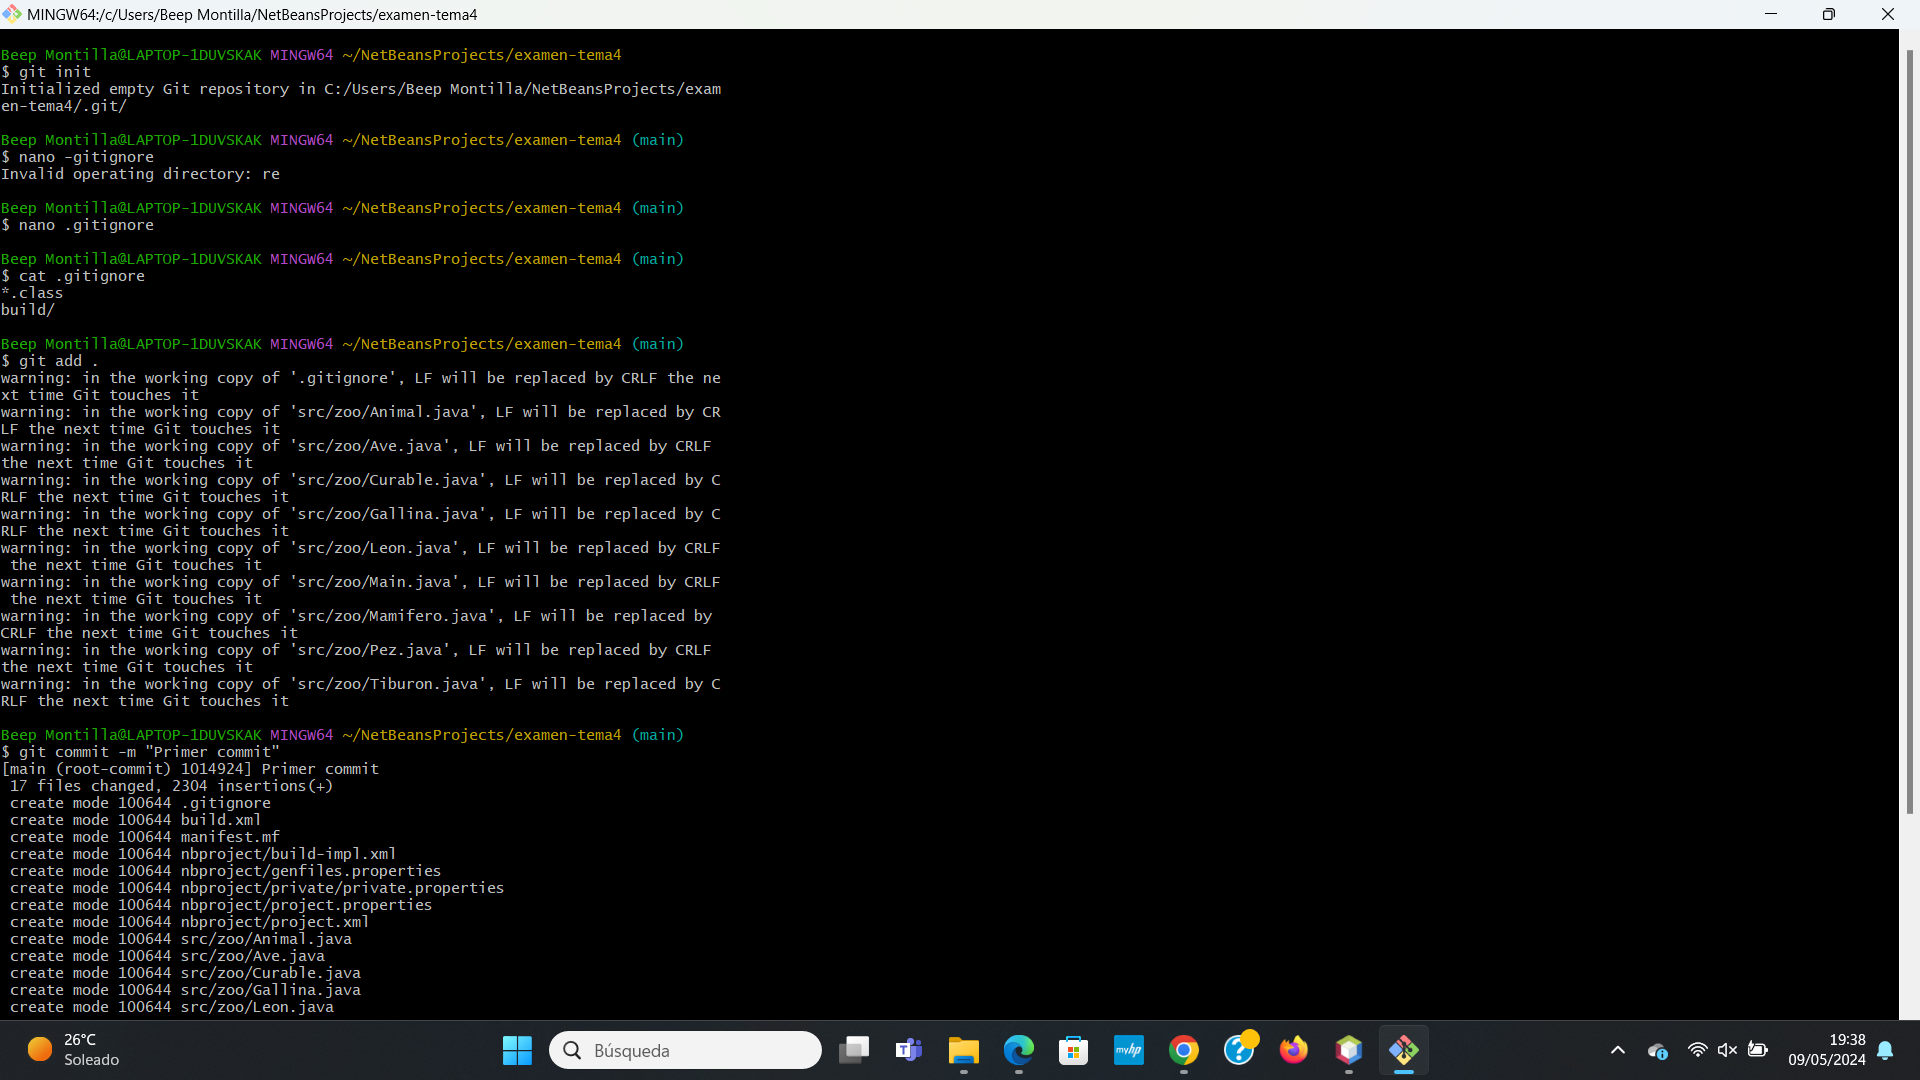 MINGW64:/c/Users/Beep Montilla/NetBeansProjects/examen-tema4
Beep Montilla@LAPTOP-1DUVSKAK MINGW64 ~/NetBeansProjects/examen-tema4
$ git init
Initialized empty Git repository in C:/Users/Beep Montilla/NetBeansProjects/exam
en-tema4/.git/
Beep Montilla@LAPTOP-1DUVSKAK MINGW64 ~/NetBeansProjects/examen-tema4 (main)
$ nano -gitignore
Invalid operating directory: re
Beep Montilla@LAPTOP-1DUVSKAK MINGW64 ~/NetBeansProjects/examen-tema4 (main)
$ nano .gitignore
Beep Montilla@LAPTOP-1DUVSKAK MINGW64 ~/NetBeansProjects/examen-tema4 (main)
$ cat .gitignore
*.class
build/
Beep Montilla@LAPTOP-1DUVSKAK MINGW64 ~/NetBeansProjects/examen-tema4 (main)
$ git add .
warning: in the working copy of '.gitignore', LF will be replaced by CRLF the ne
xt time Git touches it
warning: in the working copy of 'src/zoo/Animal.java', LF will be replaced by CR
LF the next time Git touches it
warning: in the working copy of 'src/zoo/Ave.java', LF will be replaced by CRLF
the next time Git touches it
warning: in the working copy of 'src/zoo/Curable.java', LF will be replaced by C
RLF the next time Git touches it
warning: in the working copy of 'src/zoo/Gallina.java', LF will be replaced by C
RLF the next time Git touches it
warning: in the working copy of 'src/zoo/Leon.java', LF will be replaced by CRLF
 the next time Git touches it
warning: in the working copy of 'src/zoo/Main.java', LF will be replaced by CRLF
 the next time Git touches it
warning: in the working copy of 'src/zoo/Mamifero.java', LF will be replaced by
CRLF the next time Git touches it
warning: in the working copy of 'src/zoo/Pez.java', LF will be replaced by CRLF
the next time Git touches it
warning: in the working copy of 'src/zoo/Tiburon.java', LF will be replaced by C
RLF the next time Git touches it
Beep Montilla@LAPTOP-1DUVSKAK MINGW64 ~/NetBeansProjects/examen-tema4 (main)
$ git commit -m "Primer commit"
[main (root-commit) 1014924] Primer commit
 17 files changed, 2304 insertions(+)
 create mode 100644 .gitignore
 create mode 100644 build.xml
 create mode 100644 manifest.mf
 create mode 100644 nbproject/build-impl.xml
 create mode 100644 nbproject/genfiles.properties
 create mode 100644 nbproject/private/private.properties
 create mode 100644 nbproject/project.properties
 create mode 100644 nbproject/project.xml
 create mode 100644 src/zoo/Animal.java
 create mode 100644 src/zoo/Ave.java
 create mode 100644 src/zoo/Curable.java
 create mode 100644 src/zoo/Gallina.java
 create mode 100644 src/zoo/Leon.java
26°C
Soleado
Búsqueda
myhp
19:38
09/05/2024